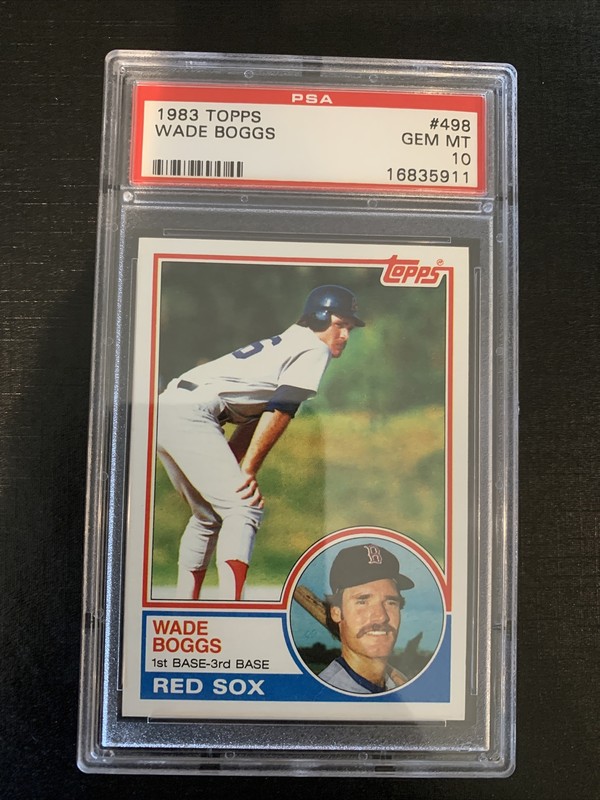 PSA
1983 TOPPS #498
WADE BOGGS GEM MT
10
16835911
Topps
6
B
WADE
BOGGS
1st BASE-3rd BASE
RED SOX